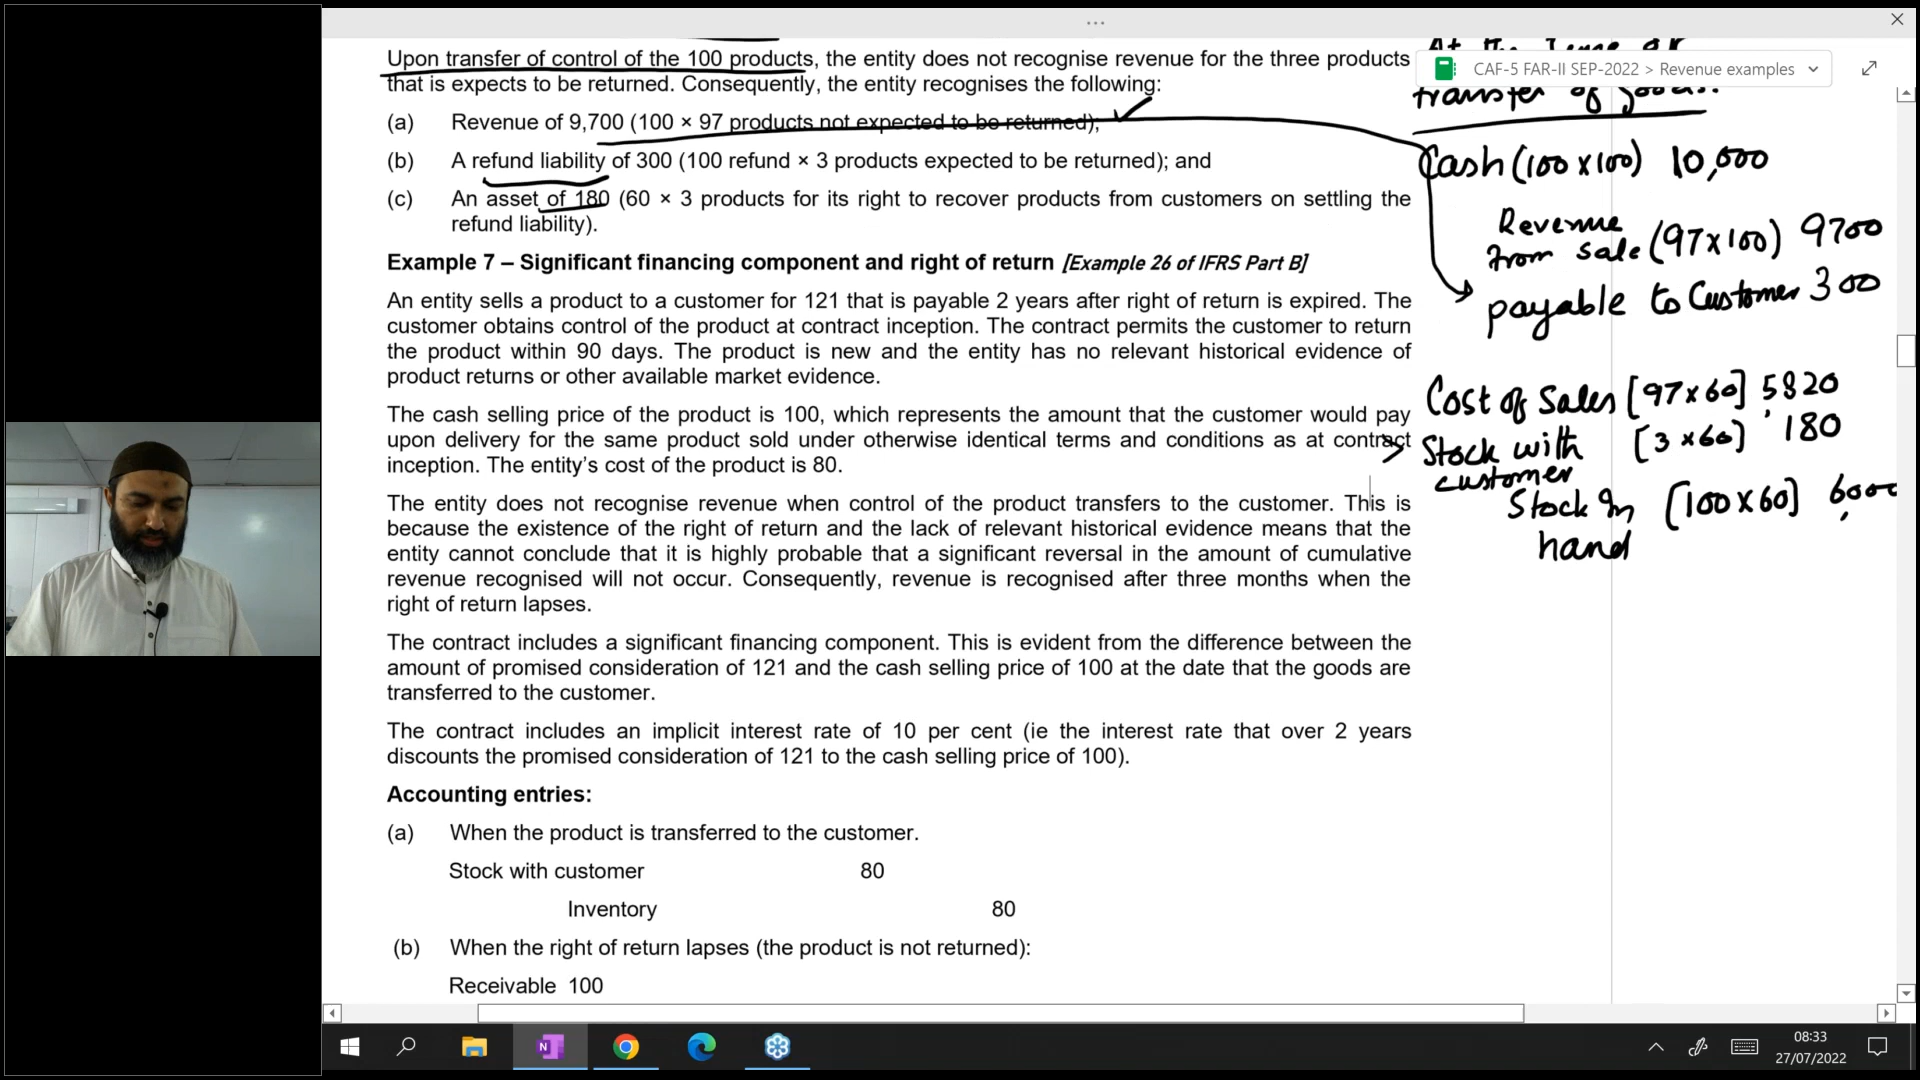 Upon transfer of control of the 100 products, the entity does not recognise revenue for the three products
that is expects to be returned. Consequently, the entity recognises the following:
(a) Revenue of 9,700 (100 × 97 products not expected to be returned);
(b) A refund liability of 300 (100 refund × 3 products expected to be returned); and
(c) An asset of 180 (60 × 3 products for its right to recover products from customers on settling the
refund liability).
Example 7 – Significant financing component and right of return [Example 26 of IFRS Part B]
An entity sells a product to a customer for 121 that is payable 2 years after right of return is expired. The
customer obtains control of the product at contract inception. The contract permits the customer to return
the product within 90 days. The product is new and the entity has no relevant historical evidence of
product returns or other available market evidence.
The cash selling price of the product is 100, which represents the amount that the customer would pay
upon delivery for the same product sold under otherwise identical terms and conditions as at contract
inception. The entity's cost of the product is 80.
The entity does not recognise revenue when control of the product transfers to the customer. This is
because the existence of the right of return and the lack of relevant historical evidence means that the
entity cannot conclude that it is highly probable that a significant reversal in the amount of cumulative
revenue recognised will not occur. Consequently, revenue is recognised after three months when the
right of return lapses.
The contract includes a significant financing component. This is evident from the difference between the
amount of promised consideration of 121 and the cash selling price of 100 at the date that the goods are
transferred to the customer.
The contract includes an implicit interest rate of 10 per cent (ie the interest rate that over 2 years
discounts the promised consideration of 121 to the cash selling price of 100).
Accounting entries:
(a) When the product is transferred to the customer.
Stock with customer 80
Inventory 80
(b) When the right of return lapses (the product is not returned):
Receivable 100
CAF-5 FAR-II SEP-2022 > Revenue examples
transfer of goods.
Cash (100x100) 10,000
Revenue
from sale (97x100) 9700
payable to Customer 300
Cost of Sales [97x60] 5820
Stock with [3x60] 180
customer
Stock in [100x60] 6000
hand
08:33
27/07/2022